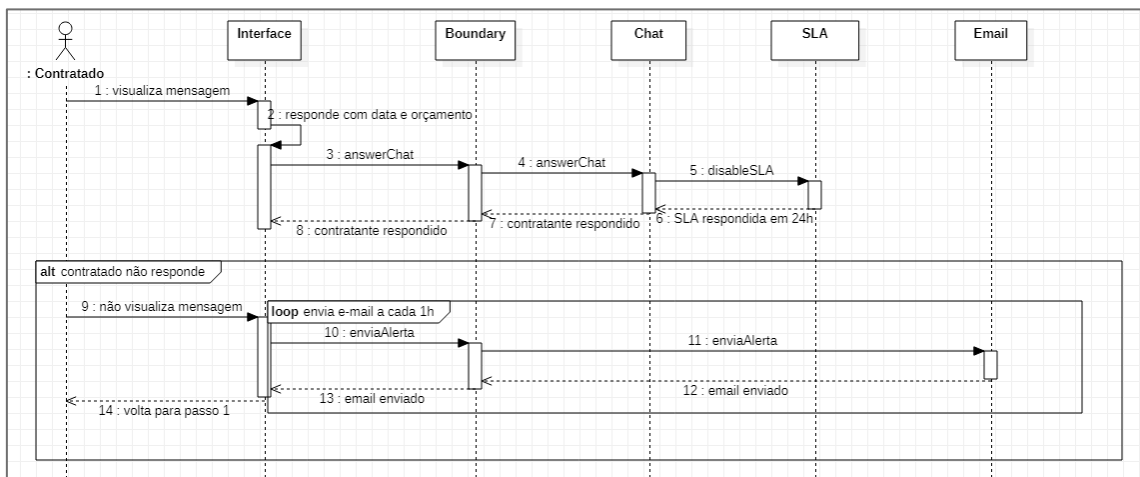 Interface
Boundary
Chat
SLA
Email
: Contratado
1 : visualiza mensagem
2 : responde com data e orçamento
3 : answerChat
4 : answerChat
5 : disableSLA
6 : SLA respondida em 24h
7 : contratante respondido
8 : contratante respondido
alt contratado não responde
9 : não visualiza mensagem
loop envia e-mail a cada 1h
10 : enviaAlerta
11 : enviaAlerta
12 : email enviado
13 : email enviado
14 : volta para passo 1